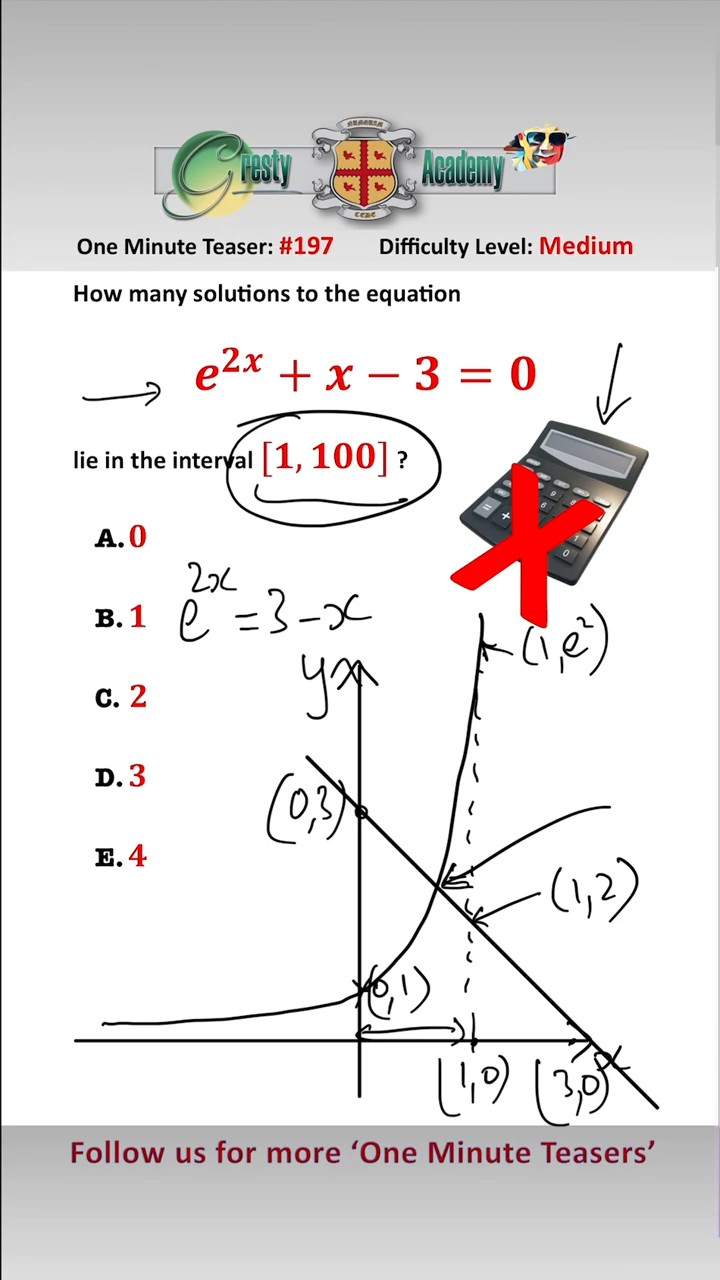 MEMORIA
Gresty Academy
CEDE
One Minute Teaser: #197 Difficulty Level: Medium
How many solutions to the equation
e^{2x} + x − 3 = 0
lie in the interval [1, 100] ?
A. 0
B. 1 e^{2x} = 3 − x
C. 2
D. 3
E. 4
(1, e²)
y
(0,3)
(1,2)
(0,1)
x
(1,0) (3,0)
Follow us for more ‘One Minute Teasers’